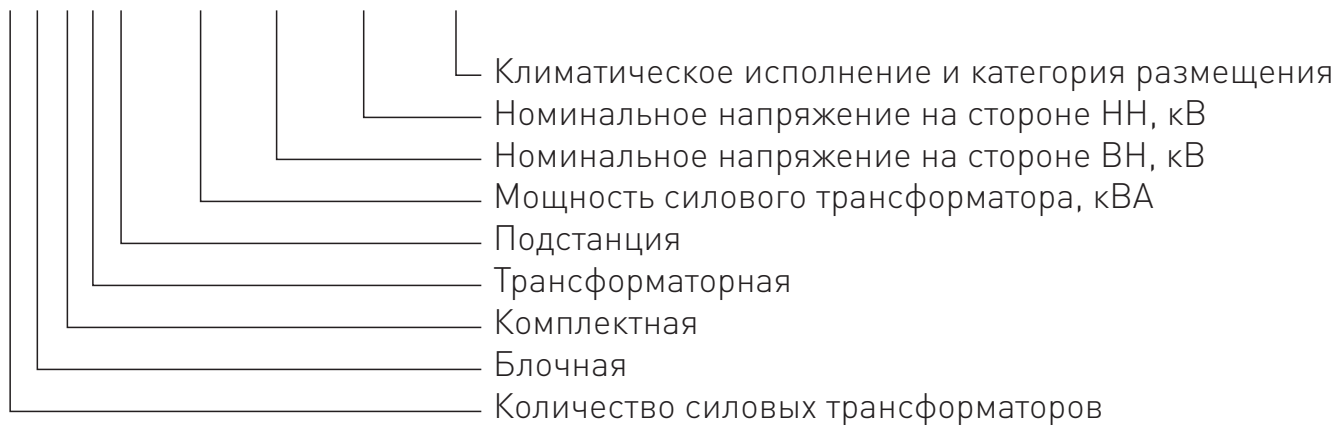 Климатическое исполнение и категория размещения
Номинальное напряжение на стороне НН, кВ
Номинальное напряжение на стороне ВН, кВ
Мощность силового трансформатора, кВА
Подстанция
Трансформаторная
Комплектная
Блочная
Количество силовых трансформаторов